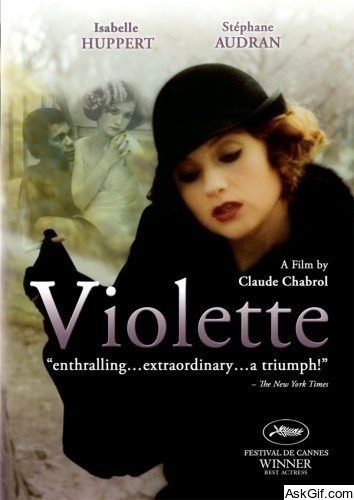 Isabelle
HUPPERT
Stéphane
AUDRAN
A Film by
Claude Chabrol
Violette
“enthralling...extraordinary...a triumph!”
– The New York Times
FESTIVAL DE CANNES
WINNER
BEST ACTRESS
AskGif.com